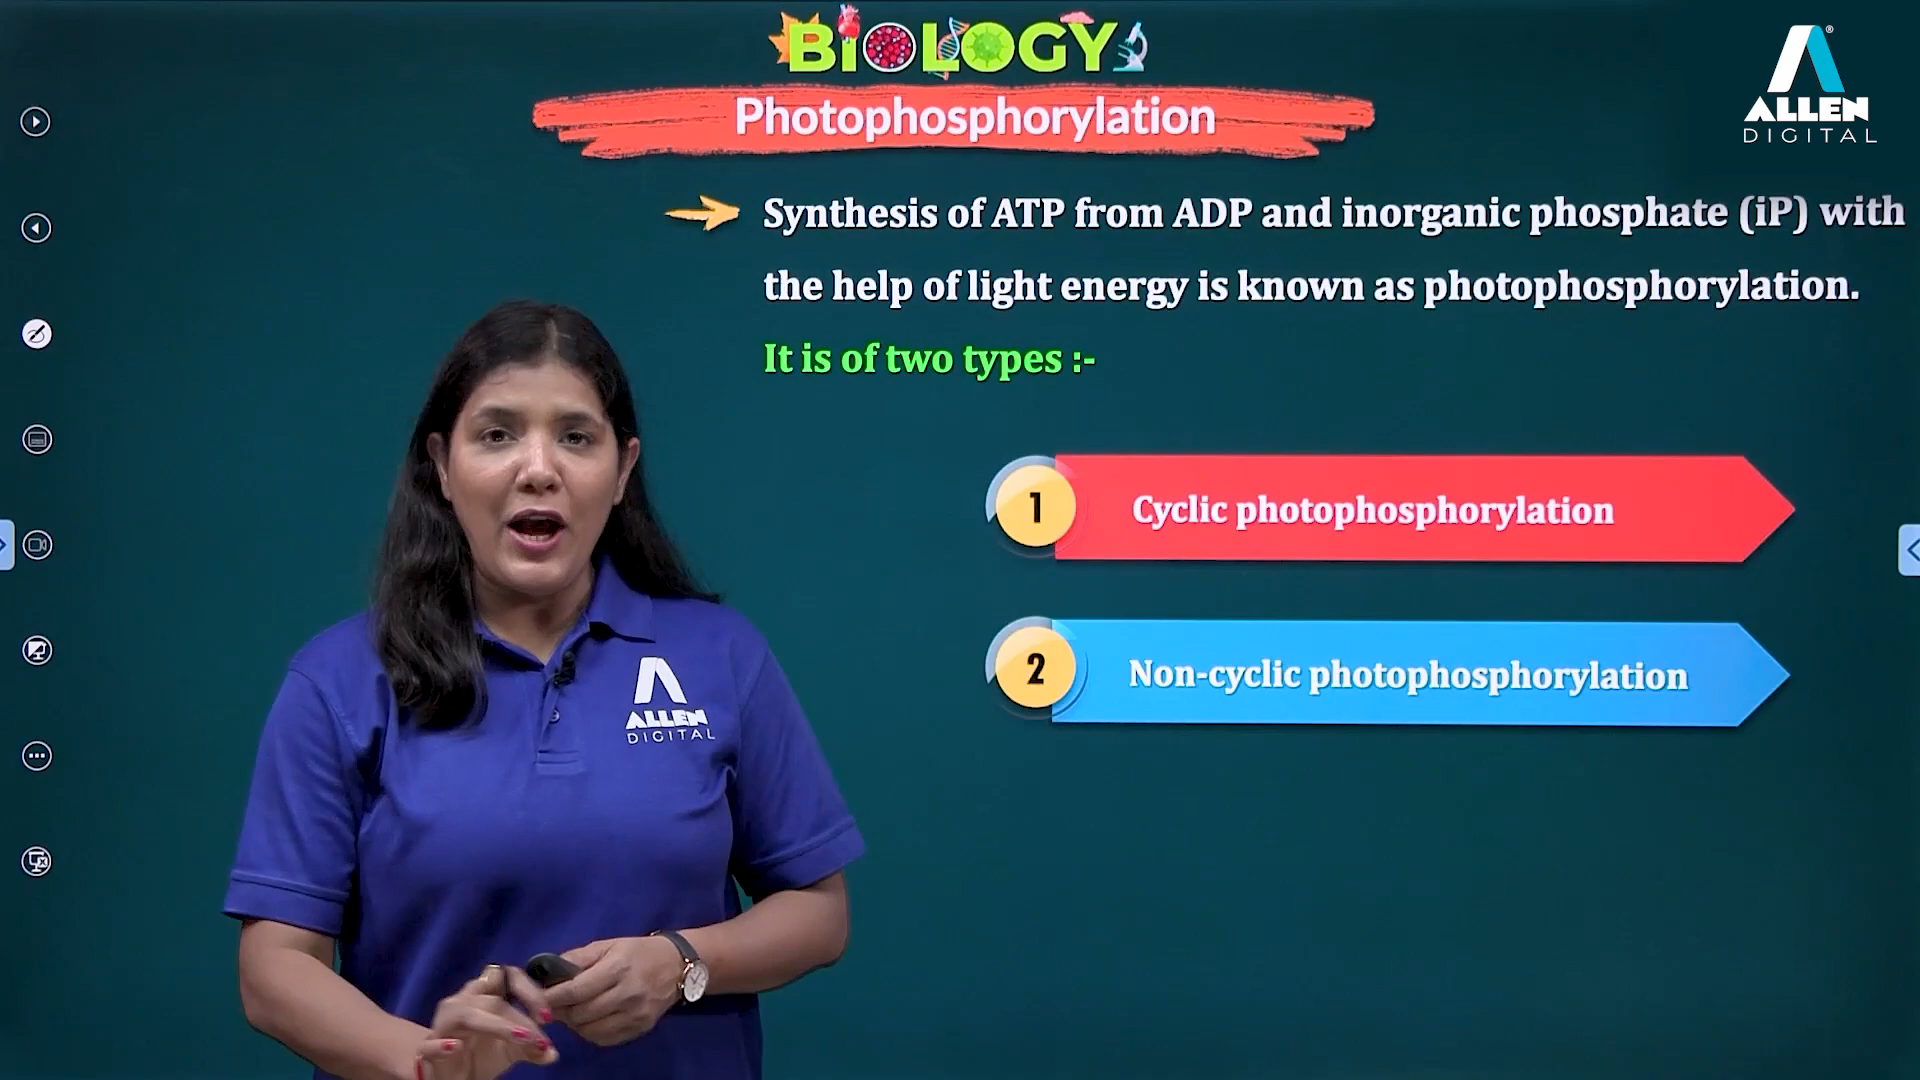 BIOLOGY
Photophosphorylation
ALLEN
DIGITAL
Synthesis of ATP from ADP and inorganic phosphate (iP) with
the help of light energy is known as photophosphorylation.
It is of two types :-
1 Cyclic photophosphorylation
2 Non-cyclic photophosphorylation
ALLEN
DIGITAL